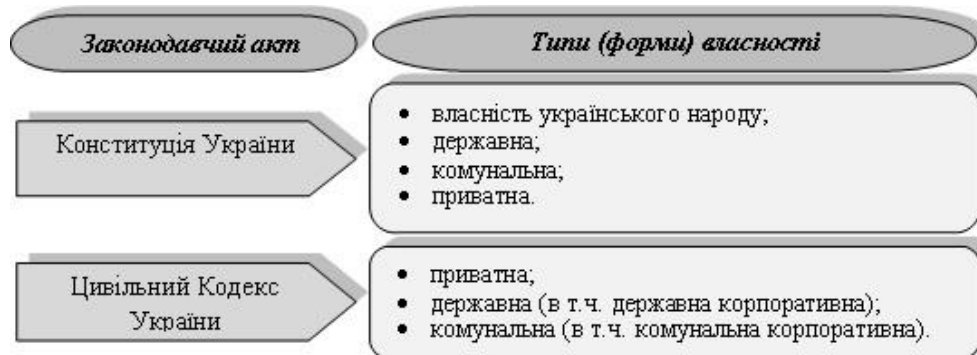 Законодавчий акт
Типи (форми) власності
Конституція України
• власність українського народу;
• державна;
• комунальна;
• приватна.
Цивільний Кодекс
України
• приватна;
• державна (в т.ч. державна корпоративна);
• комунальна (в т.ч. комунальна корпоративна).